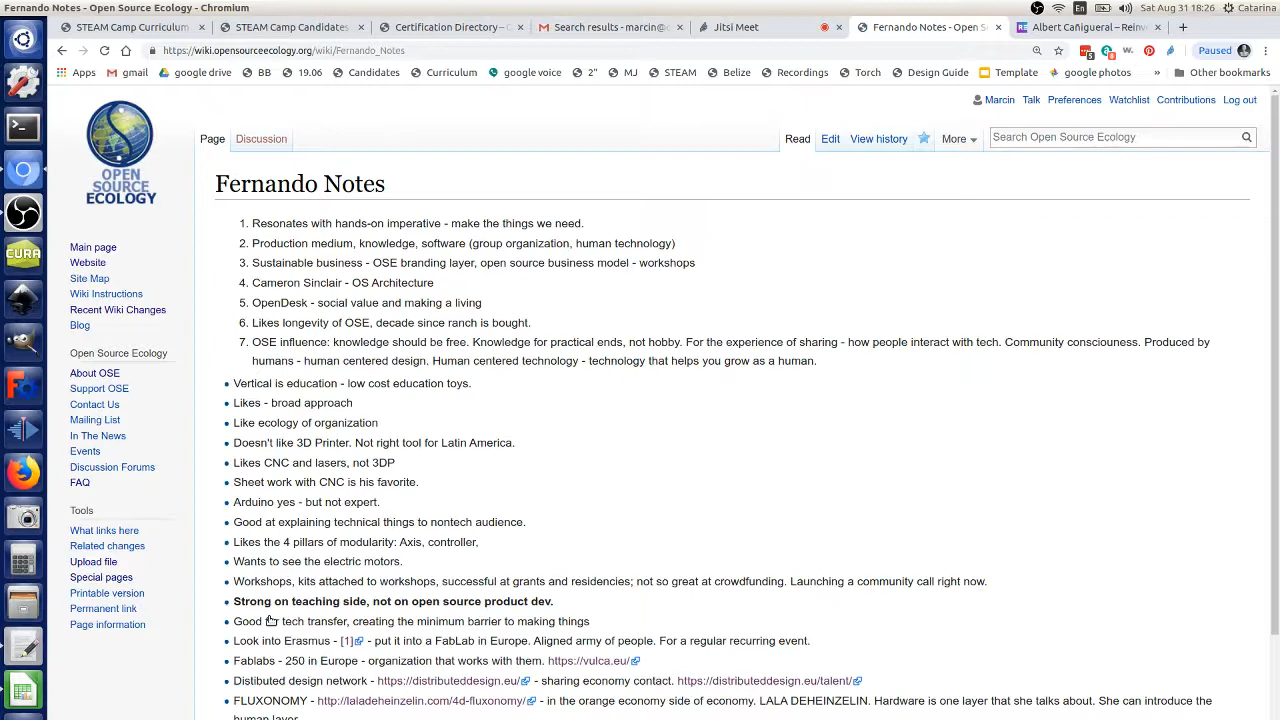 Fernando Notes - Open Source Ecology - Chromium
En
18:26
Sat Aug 31 18:26
Catarina
STEAM Camp Curriculum
STEAM Camps Curriculum
Certification Directory - C
Search results - marcin@o
Jitsi Meet
Fernando Notes - Open S
Albert Cañigueral – Reinv
https://wiki.opensourceecology.org/wiki/Fernando_Notes
Paused
Apps
gmail
google drive
BB
19.06
Candidates
Curriculum
google voice
2"
MJ
STEAM
Belize
Recordings
Torch
Design Guide
Template
google photos
»
Other bookmarks
Marcin
Talk
Preferences
Watchlist
Contributions
Log out
OPEN
SOURCE
ECOLOGY
Page
Discussion
Read
Edit
View history
More
Search Open Source Ecology
Fernando Notes
1. Resonates with hands-on imperative - make the things we need.
2. Production medium, knowledge, software (group organization, human technology)
3. Sustainable business - OSE branding layer, open source business model - workshops
4. Cameron Sinclair - OS Architecture
5. OpenDesk - social value and making a living
6. Likes longevity of OSE, decade since ranch is bought.
7. OSE influence: knowledge should be free. Knowledge for practical ends, not hobby. For the experience of sharing - how people interact with tech. Community consciousness. Produced by
humans - human centered design. Human centered technology - technology that helps you grow as a human.
Vertical is education - low cost education toys.
Likes - broad approach
Like ecology of organization
Doesn't like 3D Printer. Not right tool for Latin America.
Likes CNC and lasers, not 3DP
Sheet work with CNC is his favorite.
Arduino yes - but not expert.
Good at explaining technical things to nontech audience.
Likes the 4 pillars of modularity: Axis, controller,
Wants to see the electric motors.
Workshops, kits attached to workshops, successful at grants and residencies; not so great at crowdfunding. Launching a community call right now.
Strong on teaching side, not on open source product dev.
Good tech transfer, creating the minimum barrier to making things
Look into Erasmus - [1] - put it into a Fab Lab in Europe. Aligned army of people. For a regular recurring event.
Fablabs - 250 in Europe - organization that works with them. https://vulca.eu/
Distibuted design network - https://distributeddesign.eu/ - sharing economy contact. https://distributeddesign.eu/talent/
FLUXONOMY - http://laladeheinzelin.com/4d-fluxonomy/ - in the orange economy side of economy. LALA DEHEINZELIN. Hardware is one layer that she talks about. She can introduce the
human layer
Main page
Website
Site Map
Wiki Instructions
Recent Wiki Changes
Blog
Open Source Ecology
About OSE
Support OSE
Contact Us
Mailing List
In The News
Events
Discussion Forums
FAQ
Tools
What links here
Related changes
Upload file
Special pages
Printable version
Permanent link
Page information
CURA